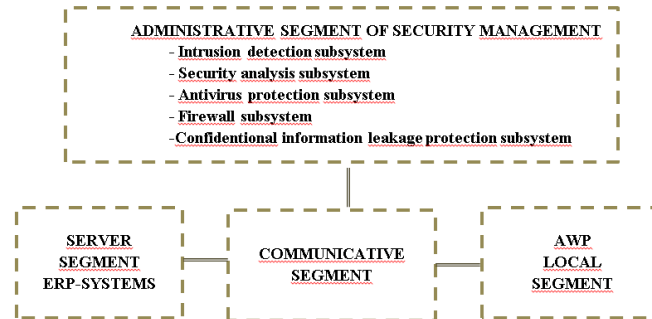 ADMINISTRATIVE SEGMENT OF SECURITY MANAGEMENT
- Intrusion detection subsystem
- Security analysis subsystem
- Antivirus protection subsystem
- Firewall subsystem
-Confidentional information leakage protection subsystem
SERVER
SEGMENT
ERP-SYSTEMS
COMMUNICATIVE
SEGMENT
AWP
LOCAL
SEGMENT